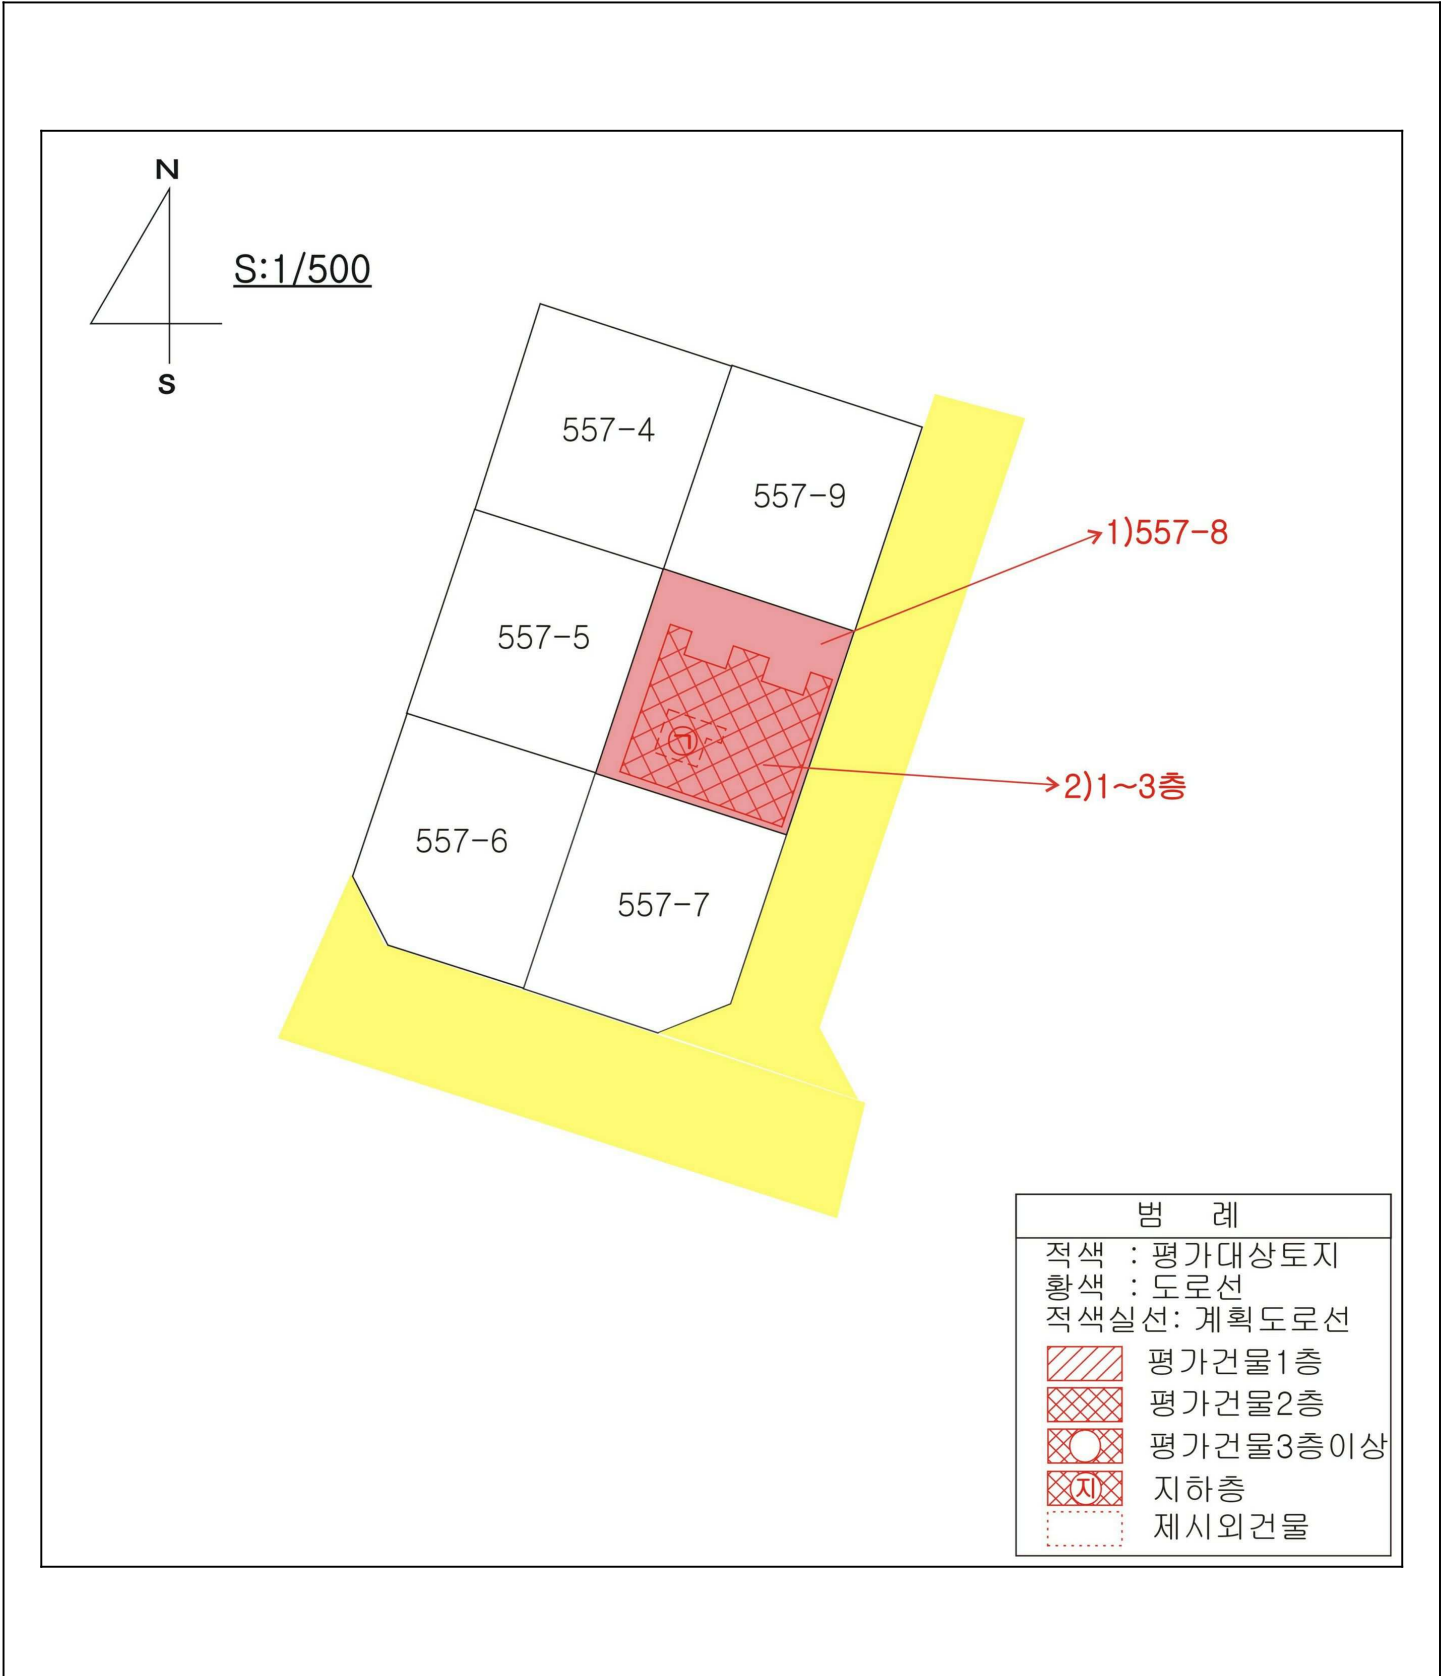 N
S:1/500
S
557-4
557-9
1)557-8
557-5
ㄱ
2)1~3층
557-6
557-7
범 례
적색 : 평가대상토지
황색 : 도로선
적색실선: 계획도로선
평가건물1층
평가건물2층
평가건물3층이상
지 지하층
제시외건물